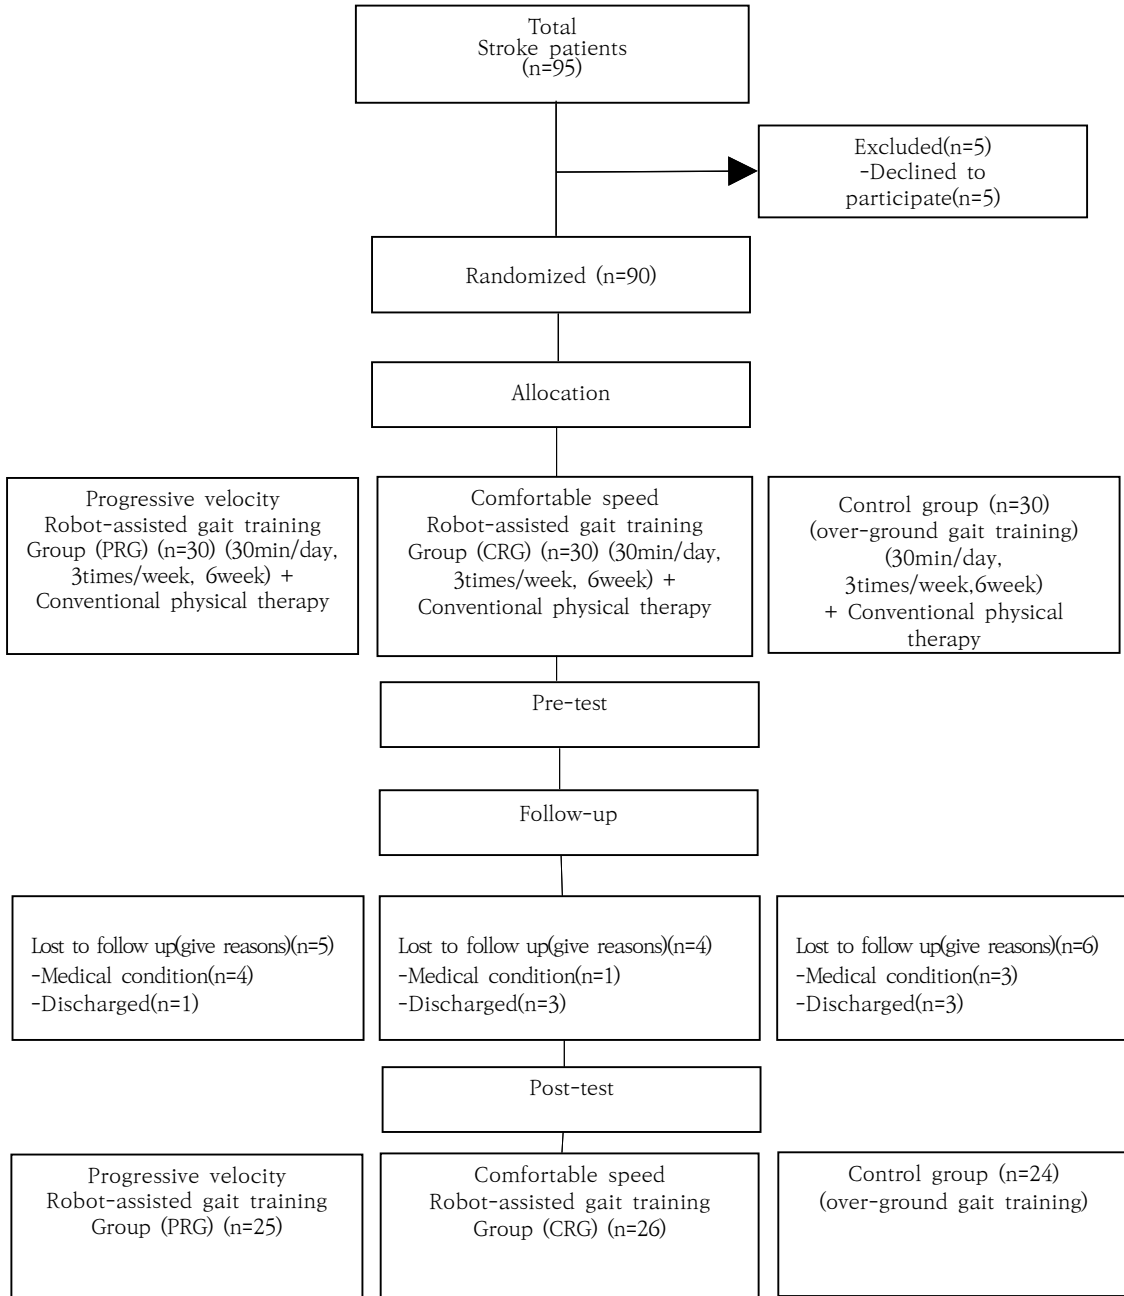 Total
Stroke patients
(n=95)
Excluded(n=5)
-Declined to
participate(n=5)
Randomized (n=90)
Allocation
Progressive velocity
Robot-assisted gait training
Group (PRG) (n=30) (30min/day,
3times/week, 6week) +
Conventional physical therapy
Comfortable speed
Robot-assisted gait training
Group (CRG) (n=30) (30min/day,
3times/week, 6week) +
Conventional physical therapy
Control group (n=30)
(over-ground gait training)
(30min/day,
3times/week,6week)
+ Conventional physical
therapy
Pre-test
Follow-up
Lost to follow up(give reasons)(n=5)
-Medical condition(n=4)
-Discharged(n=1)
Lost to follow up(give reasons)(n=4)
-Medical condition(n=1)
-Discharged(n=3)
Lost to follow up(give reasons)(n=6)
-Medical condition(n=3)
-Discharged(n=3)
Post-test
Progressive velocity
Robot-assisted gait training
Group (PRG) (n=25)
Comfortable speed
Robot-assisted gait training
Group (CRG) (n=26)
Control group (n=24)
(over-ground gait training)